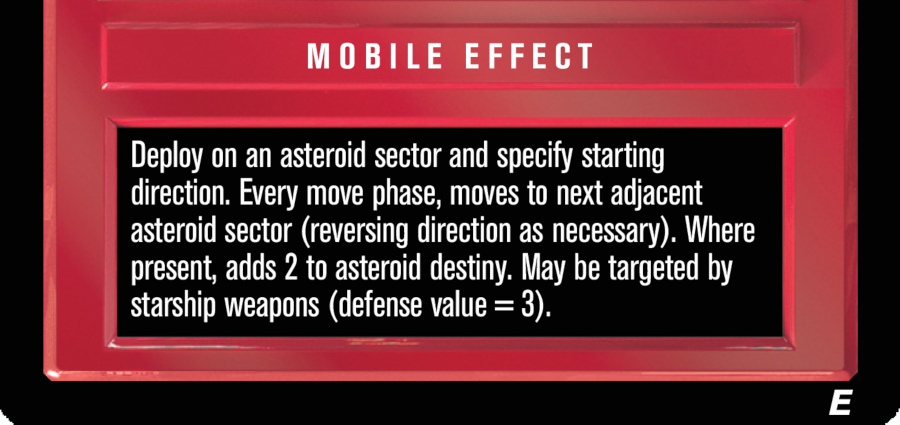 MOBILE EFFECT
Deploy on an asteroid sector and specify starting
direction. Every move phase, moves to next adjacent
asteroid sector (reversing direction as necessary). Where
present, adds 2 to asteroid destiny. May be targeted by
starship weapons (defense value = 3).
E